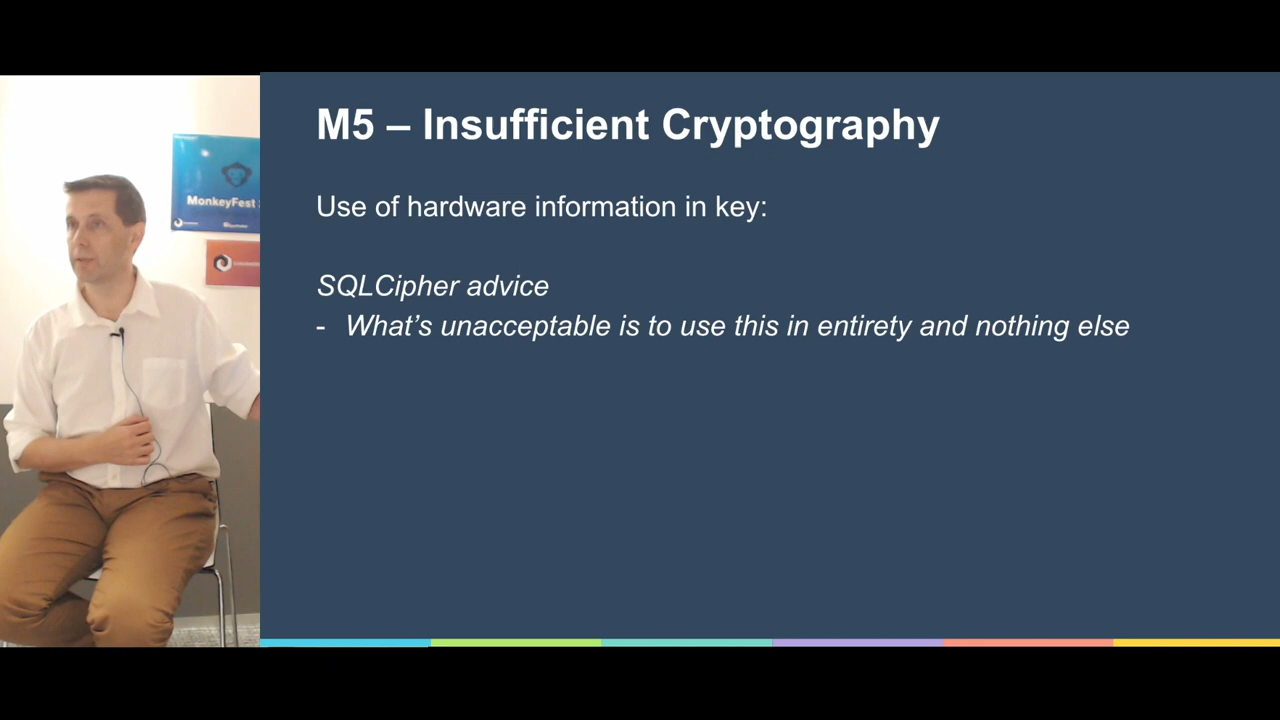 M5 – Insufficient Cryptography
Use of hardware information in key:
SQLCipher advice
- What's unacceptable is to use this in entirety and nothing else
MonkeyFest